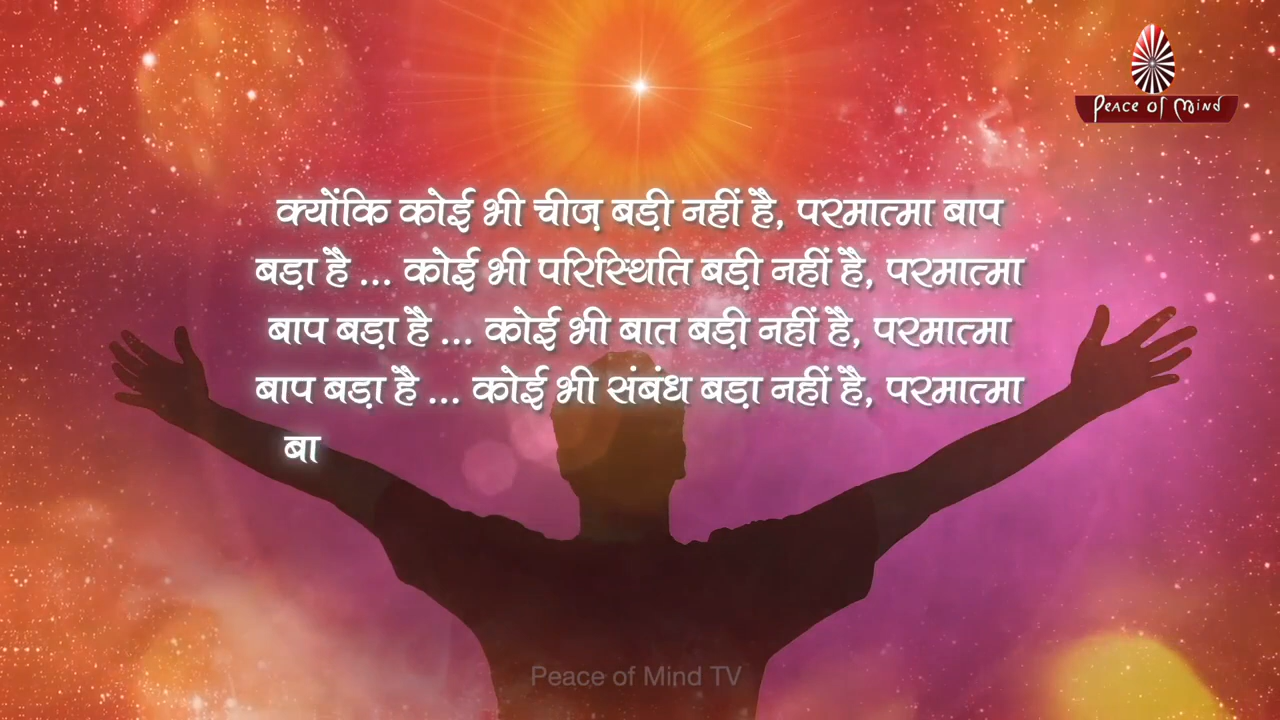 Peace of Mind
क्योंकि कोई भी चीज़ बड़ी नहीं है, परमात्मा बाप
बड़ा है ... कोई भी परिस्थिति बड़ी नहीं है, परमात्मा
बाप बड़ा है ... कोई भी बात बड़ी नहीं है, परमात्मा
बाप बड़ा है ... कोई भी संबंध बड़ा नहीं है, परमात्मा
बा
Peace of Mind TV